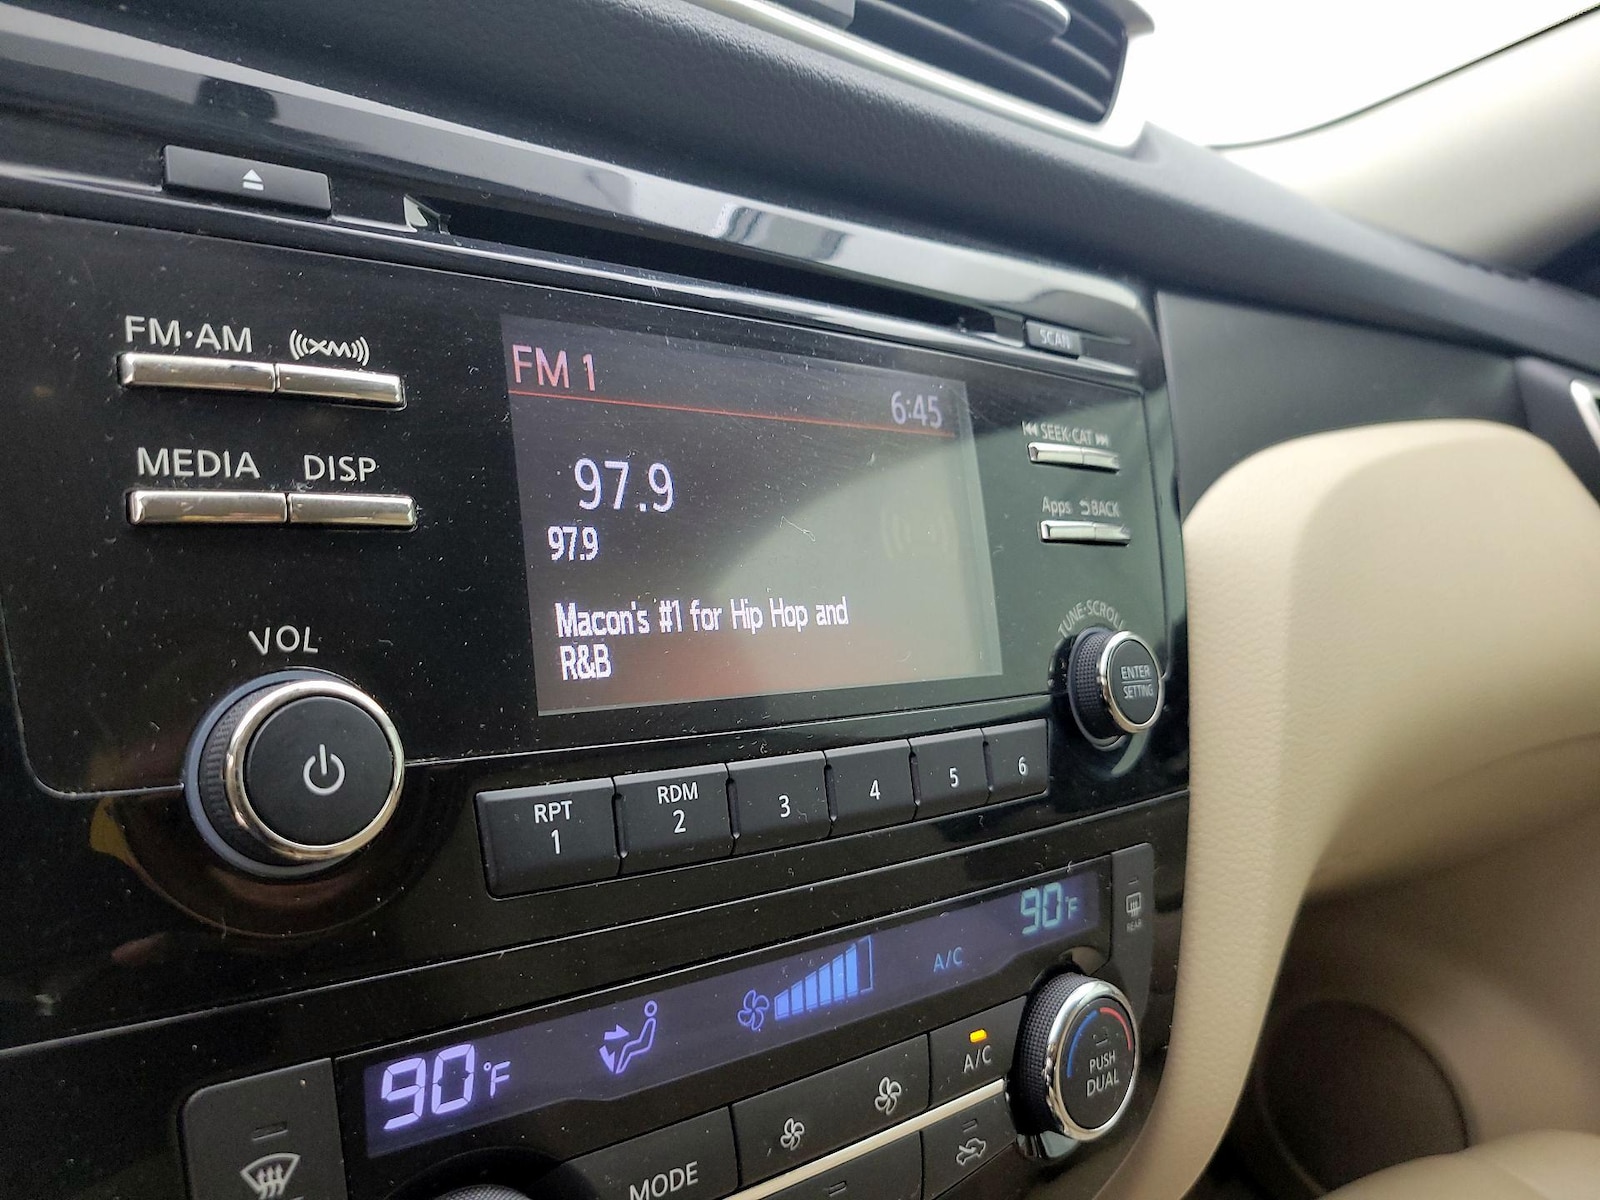 SCAN
FM·AM
XM
FM 1
6:45
SEEK·CAT
MEDIA
DISP
97.9
97.9
Apps
BACK
Macon's #1 for Hip Hop and
R&B
VOL
TUNE·SCROLL
ENTER
SETTING
RPT
1
RDM
2
3
4
5
6
90°F
A/C
90°F
REAR
A/C
PUSH
DUAL
MODE